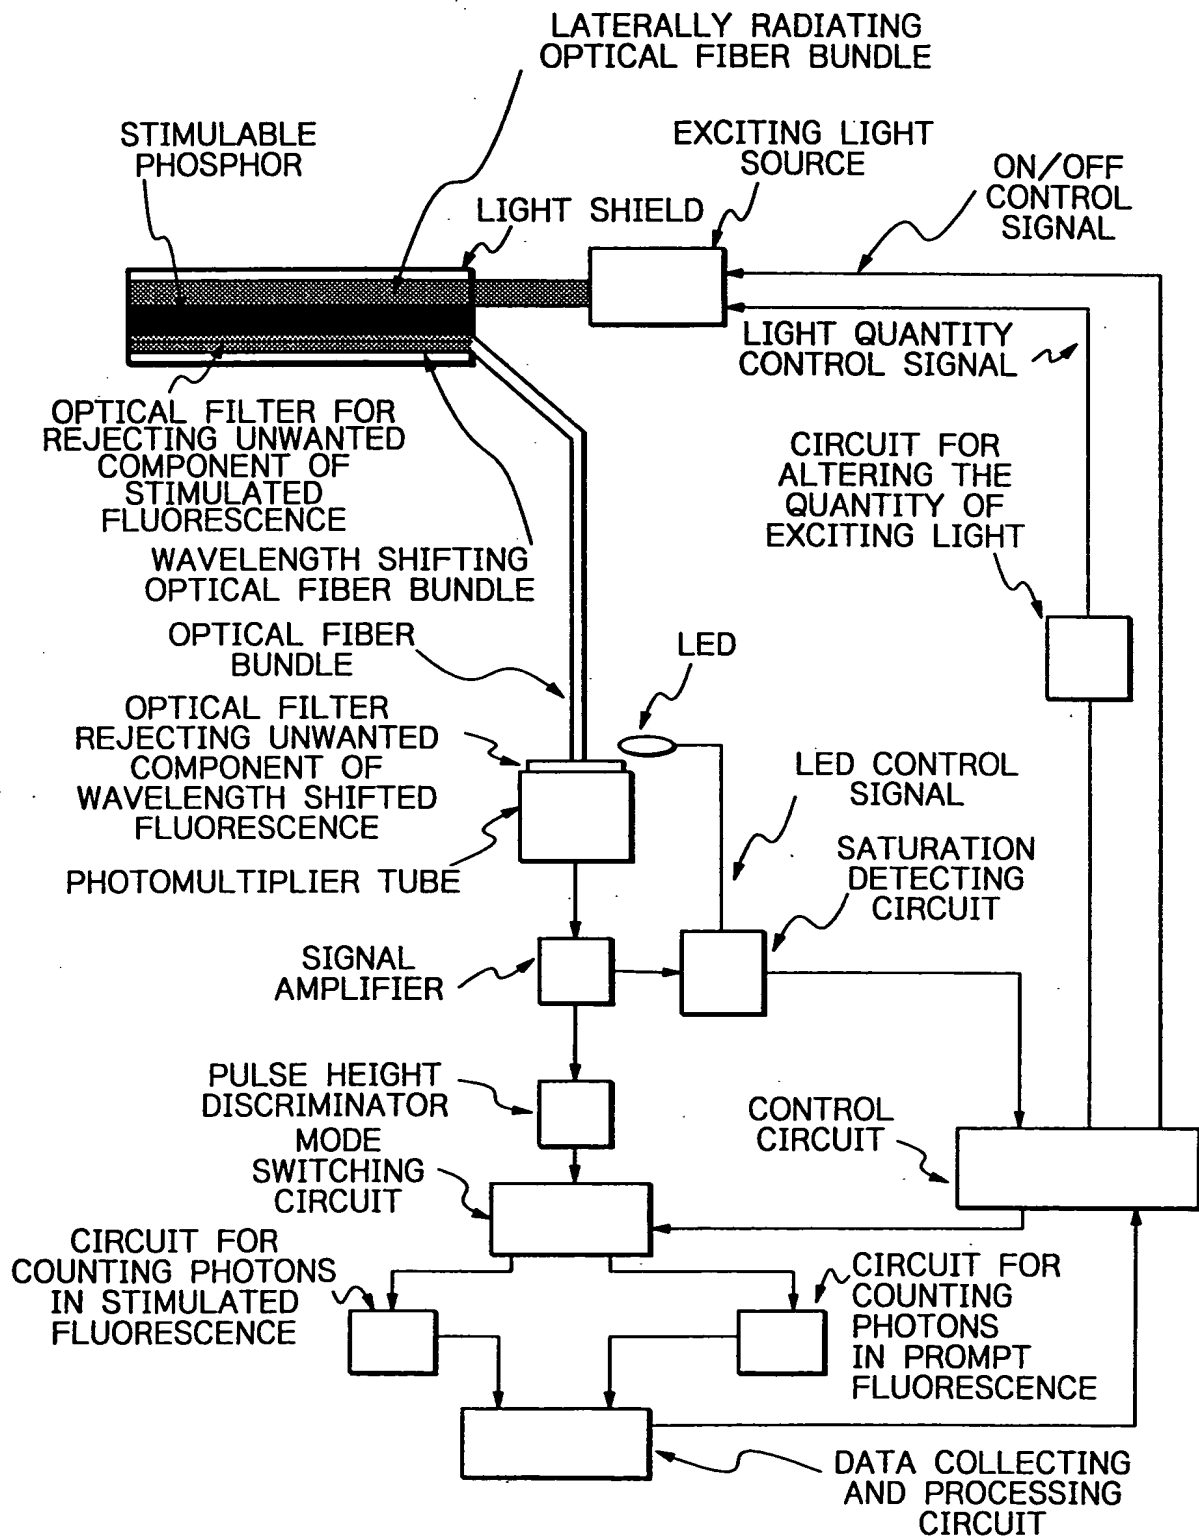 LATERALLY RADIATING
OPTICAL FIBER BUNDLE
STIMULABLE
PHOSPHOR
EXCITING LIGHT
SOURCE
ON/OFF
CONTROL
SIGNAL
LIGHT SHIELD
LIGHT QUANTITY
CONTROL SIGNAL
OPTICAL FILTER FOR
REJECTING UNWANTED
COMPONENT OF
STIMULATED
FLUORESCENCE
CIRCUIT FOR
ALTERING THE
QUANTITY OF
EXCITING LIGHT
WAVELENGTH SHIFTING
OPTICAL FIBER BUNDLE
OPTICAL FIBER
BUNDLE
LED
OPTICAL FILTER
REJECTING UNWANTED
COMPONENT OF
WAVELENGTH SHIFTED
FLUORESCENCE
LED CONTROL
SIGNAL
PHOTOMULTIPLIER TUBE
SATURATION
DETECTING
CIRCUIT
SIGNAL
AMPLIFIER
PULSE HEIGHT
DISCRIMINATOR
CONTROL
CIRCUIT
MODE
SWITCHING
CIRCUIT
CIRCUIT FOR
COUNTING PHOTONS
IN STIMULATED
FLUORESCENCE
CIRCUIT FOR
COUNTING
PHOTONS
IN PROMPT
FLUORESCENCE
DATA COLLECTING
AND PROCESSING
CIRCUIT